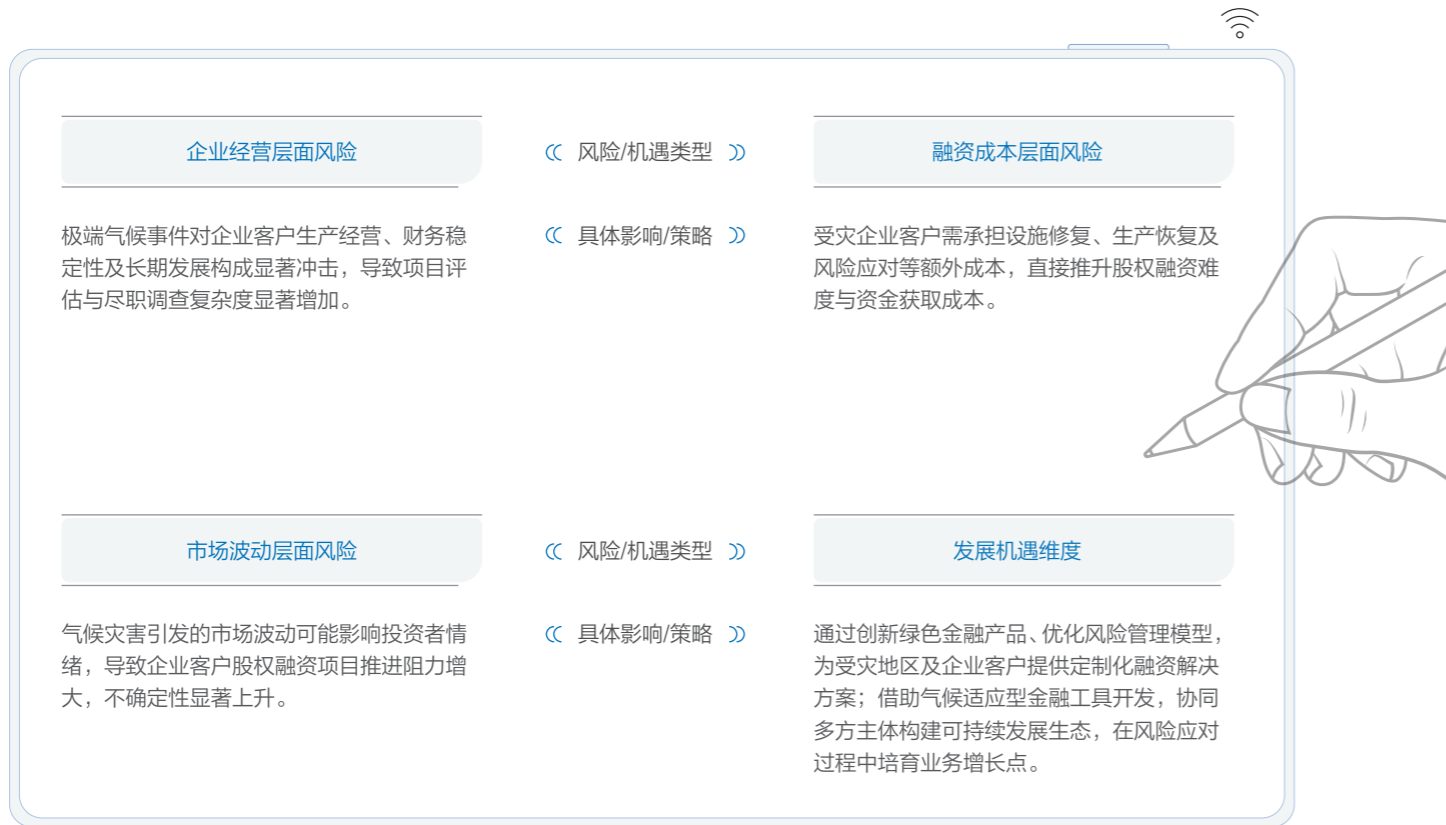 企业经营层面风险
风险/机遇类型
融资成本层面风险
极端气候事件对企业客户生产经营、财务稳
定性及长期发展构成显著冲击，导致项目评
估与尽职调查复杂度显著增加。
具体影响/策略
受灾企业客户需承担设施修复、生产恢复及
风险应对等额外成本，直接推升股权融资难
度与资金获取成本。
市场波动层面风险
风险/机遇类型
发展机遇维度
气候灾害引发的市场波动可能影响投资者情
绪，导致企业客户股权融资项目推进阻力增
大，不确定性显著上升。
具体影响/策略
通过创新绿色金融产品、优化风险管理模型，
为受灾地区及企业客户提供定制化融资解决
方案；借助气候适应型金融工具开发，协同
多方主体构建可持续发展生态，在风险应对
过程中培育业务增长点。